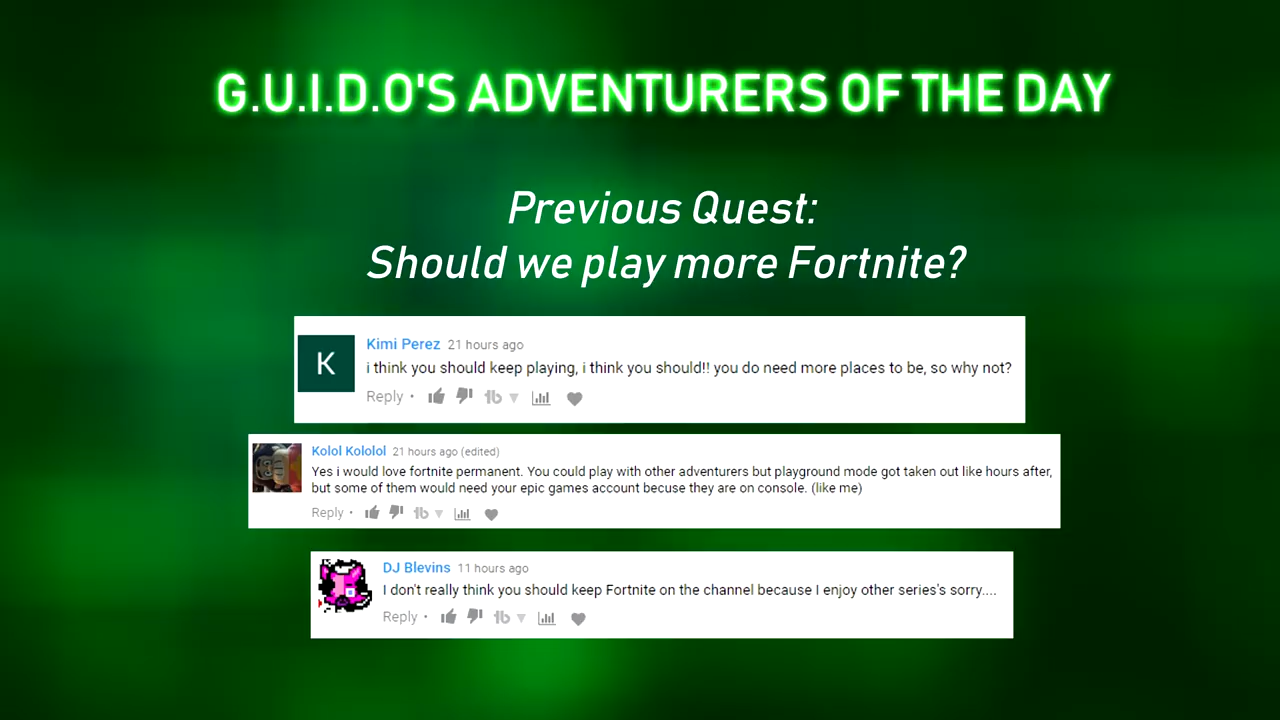 G.U.I.D.O'S ADVENTURERS OF THE DAY
Previous Quest:
Should we play more Fortnite?
K
Kimi Perez 21 hours ago
i think you should keep playing, i think you should!! you do need more places to be, so why not?
Reply •
Kolol Kololol 21 hours ago (edited)
Yes i would love fortnite permanent. You could play with other adventurers but playground mode got taken out like hours after,
but some of them would need your epic games account becuse they are on console. (like me)
Reply •
DJ Blevins 11 hours ago
I don't really think you should keep Fortnite on the channel because I enjoy other series's sorry....
Reply •